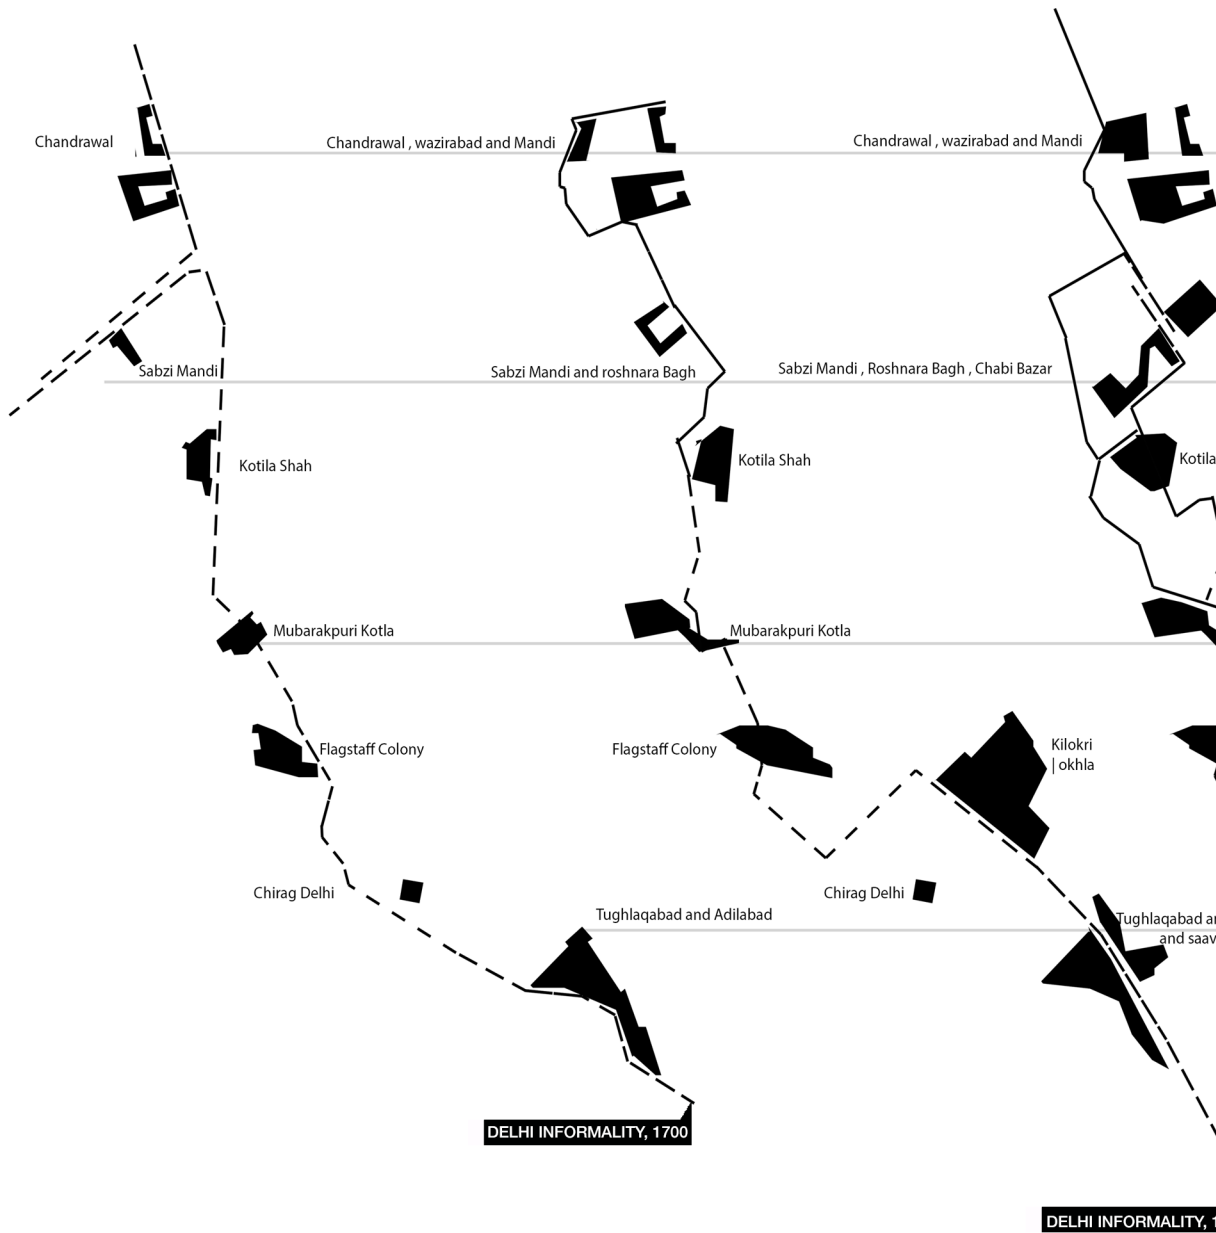 Chandrawal
Chandrawal , wazirabad and Mandi
Chandrawal , wazirabad and Mandi
Sabzi Mandi
Sabzi Mandi and roshnara Bagh
Sabzi Mandi , Roshnara Bagh , Chabi Bazar
Kotila Shah
Kotila Shah
Kotila
Mubarakpuri Kotla
Mubarakpuri Kotla
Flagstaff Colony
Flagstaff Colony
Kilokri
| okhla
Chirag Delhi
Chirag Delhi
Tughlaqabad and Adilabad
Tughlaqabad
and
DELHI INFORMALITY, 1700
DELHI INFORMALITY,